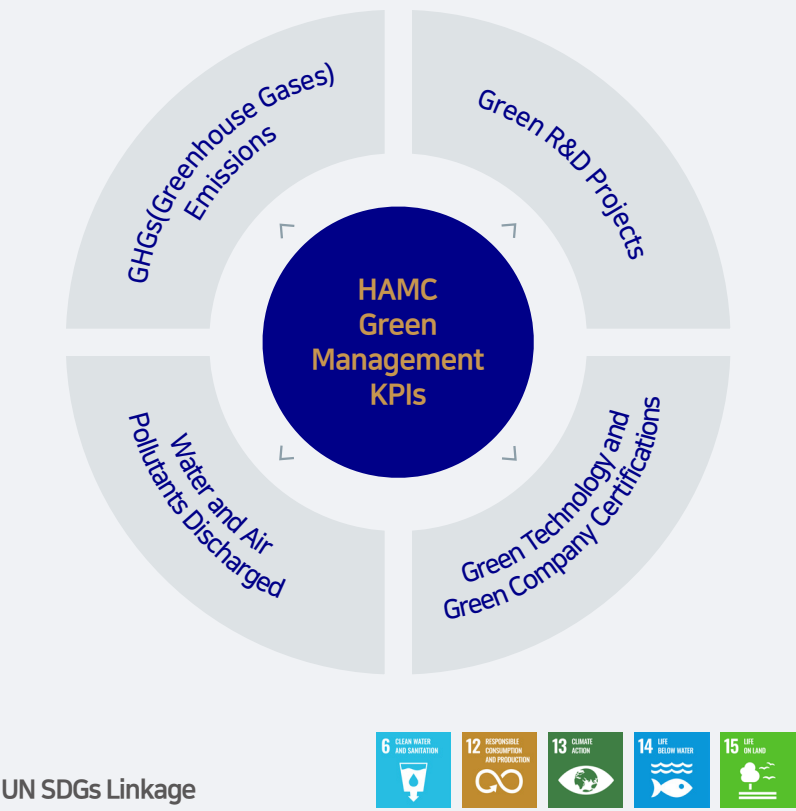 GHGs(Greenhouse Gases)
Emissions
Green R&D Projects
HAMC
Green
Management
KPIs
Water and Air
Pollutants Discharged
Green Technology and
Green Company Certifications
UN SDGs Linkage
6 CLEAN WATER
AND SANITATION
12 RESPONSIBLE
CONSUMPTION
AND PRODUCTION
13 CLIMATE
ACTION
14 LIFE
BELOW WATER
15 LIFE
ON LAND